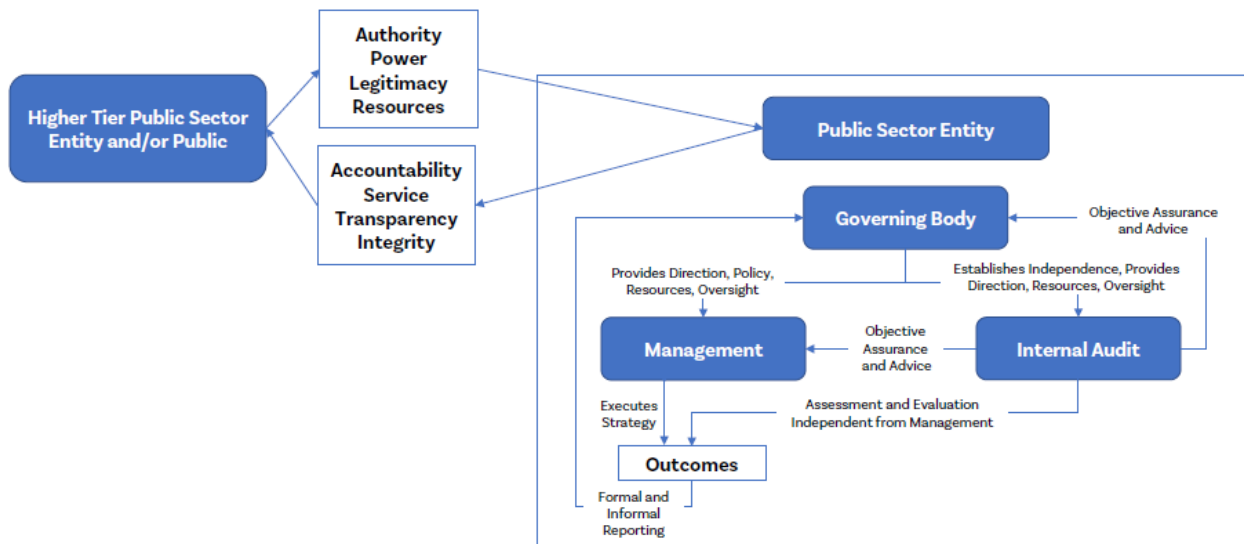 Authority
Power
Legitimacy
Resources
Higher Tier Public Sector
Entity and/or Public
Accountability
Service
Transparency
Integrity
Public Sector Entity
Governing Body
Objective Assurance
and Advice
Provides Direction, Policy,
Resources, Oversight
Establishes Independence, Provides
Direction, Resources, Oversight
Management
Objective
Assurance
and Advice
Internal Audit
Executes
Strategy
Assessment and Evaluation
Independent from Management
Outcomes
Formal and
Informal
Reporting